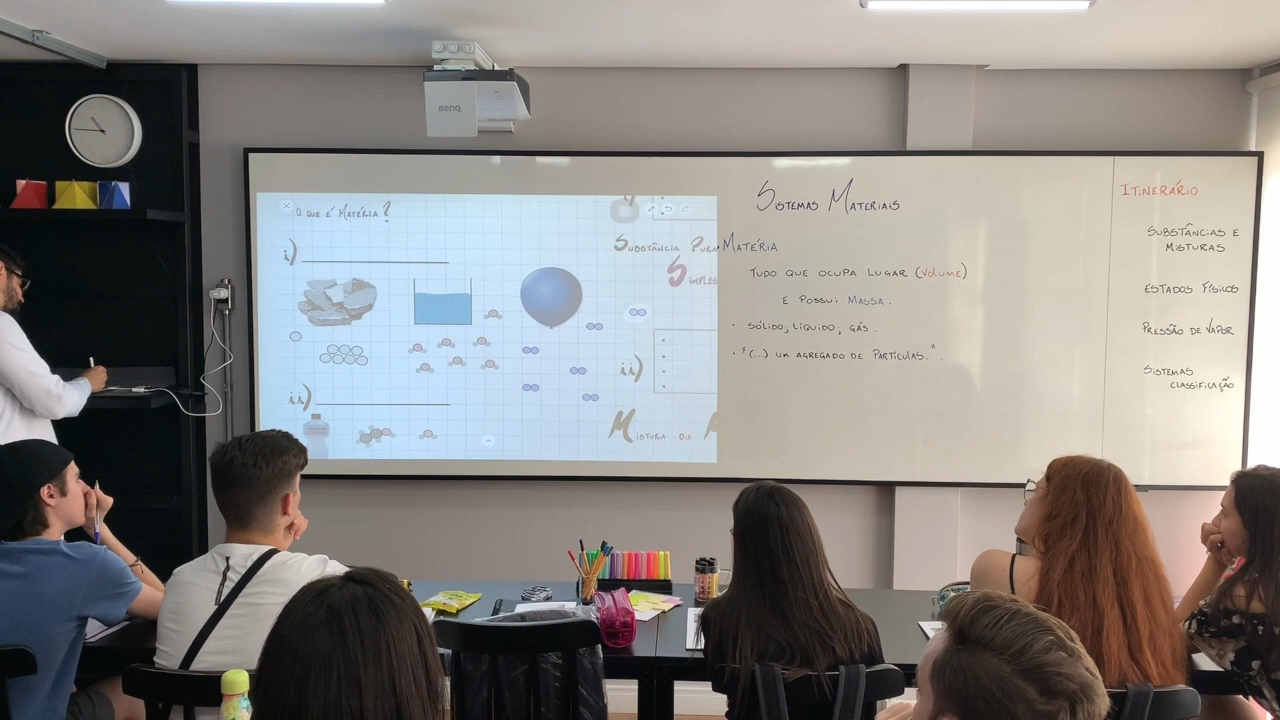 BENQ
O QUE É MATÉRIA?
i)
ii)
SUBSTÂNCIA PURA
SIMPLES
ii)
MISTURA OU
SISTEMAS MATERIAIS
MATÉRIA
TUDO QUE OCUPA LUGAR (VOLUME)
E POSSUI MASSA.
• SÓLIDO, LÍQUIDO, GÁS.
• "(...) UM AGREGADO DE PARTÍCULAS."
ITINERÁRIO
SUBSTÂNCIAS E
MISTURAS
ESTADOS FÍSICOS
PRESSÃO DE VAPOR
SISTEMAS
CLASSIFICAÇÃO